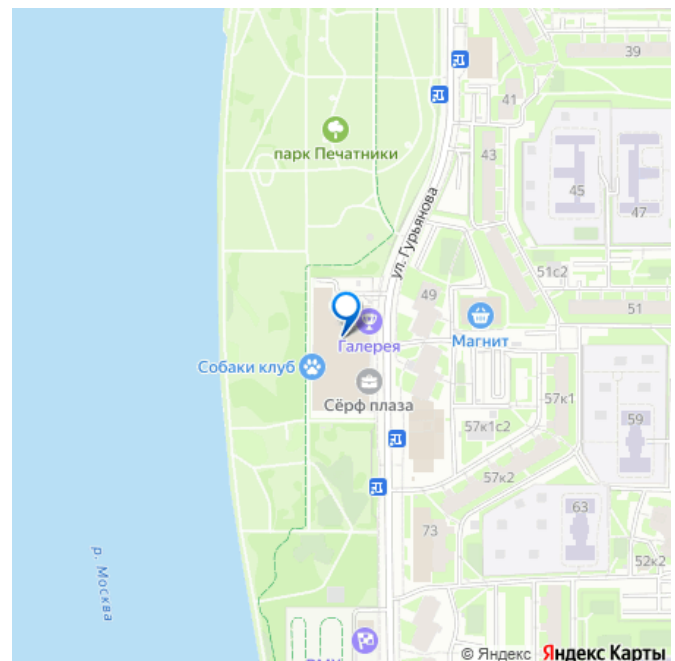 39
41
парк Печатники
43
45
47
ул. Гурьянова
51с2
49
51
Магнит
Галерея
Собаки клуб
Сёрф плаза
57к1
57к1с2
59
57к2
63
73
52к2
р. Москва
© Яндекс Яндекс Карты